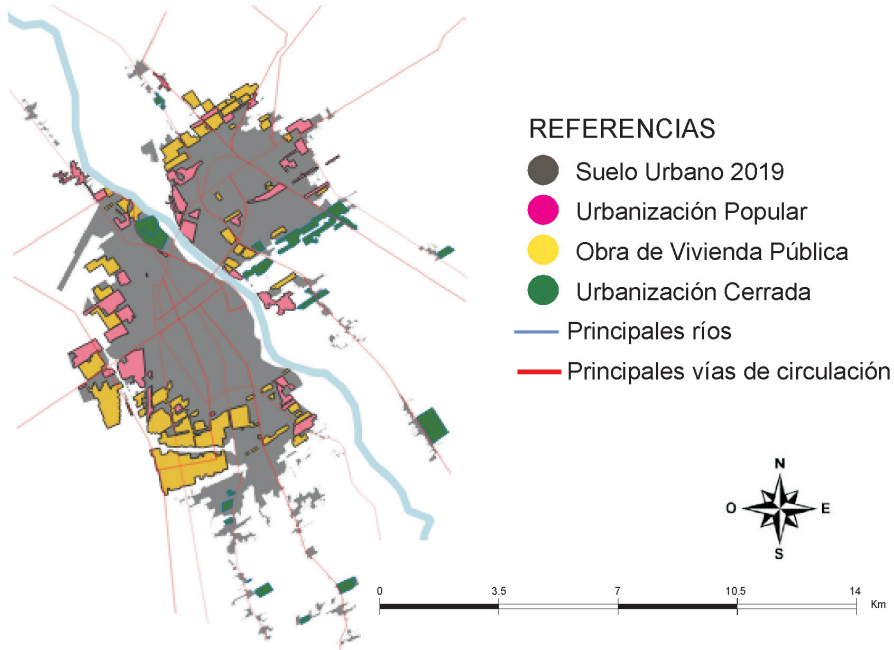 REFERENCIAS
Suelo Urbano 2019
Urbanización Popular
Obra de Vivienda Pública
Urbanización Cerrada
Principales ríos
Principales vías de circulación
N
O E
S
0 3.5 7 10.5 14
Km